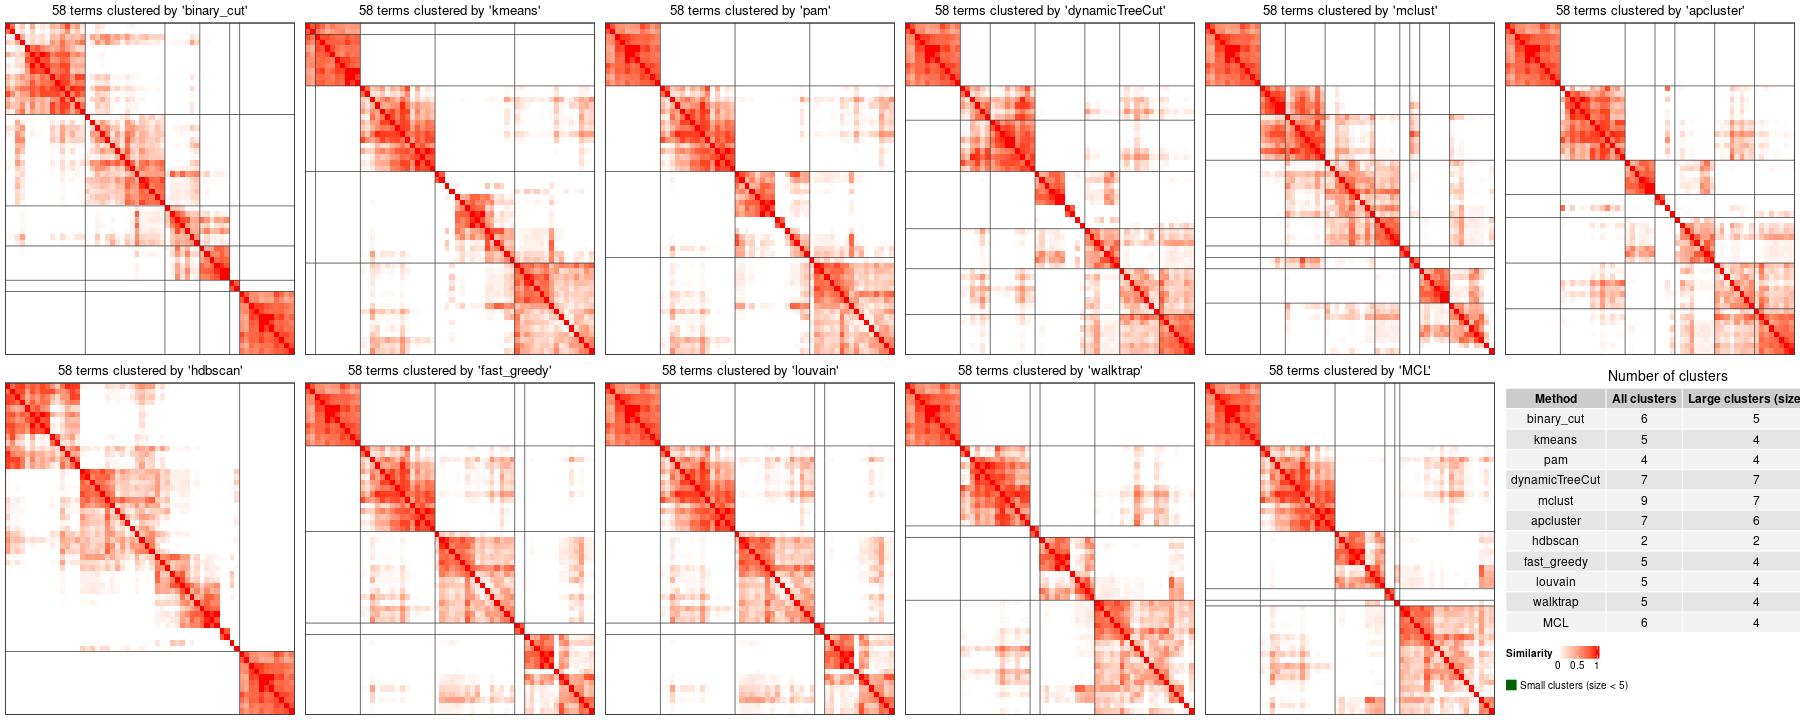 58 terms clustered by 'binary_cut'
58 terms clustered by 'kmeans'
58 terms clustered by 'pam'
58 terms clustered by 'dynamicTreeCut'
58 terms clustered by 'mclust'
58 terms clustered by 'apcluster'
58 terms clustered by 'hdbscan'
58 terms clustered by 'fast_greedy'
58 terms clustered by 'louvain'
58 terms clustered by 'walktrap'
58 terms clustered by 'MCL'
Number of clusters
Method All clusters Large clusters (size
binary_cut 6 5
kmeans 5 4
pam 4 4
dynamicTreeCut 7 7
mclust 9 7
apcluster 7 6
hdbscan 2 2
fast_greedy 5 4
louvain 5 4
walktrap 5 4
MCL 6 4
Similarity
0 0.5 1
Small clusters (size < 5)